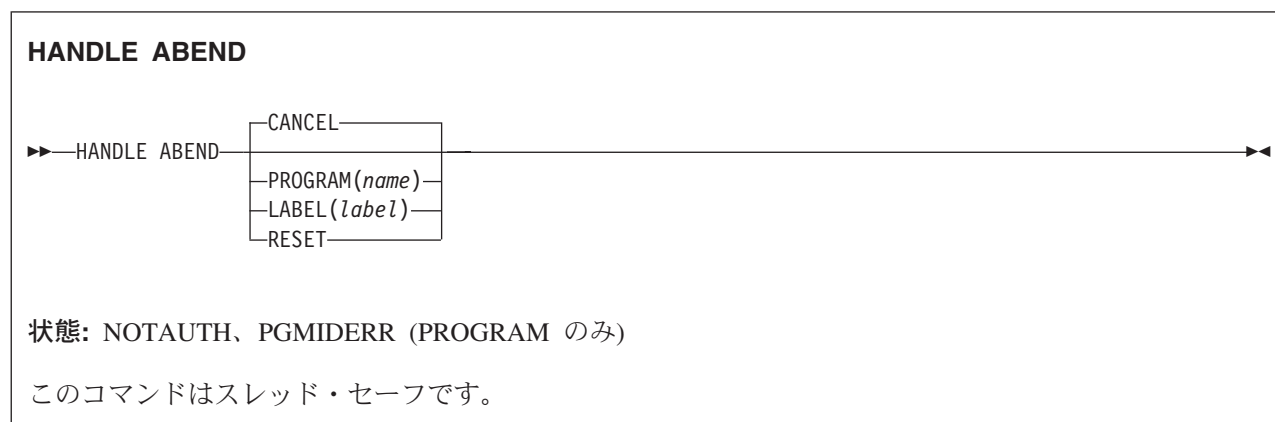 HANDLE ABEND
CANCEL
HANDLE ABEND
PROGRAM(name)
LABEL(label)
RESET
状態: NOTAUTH、PGMIDERR (PROGRAM のみ)
このコマンドはスレッド・セーフです。